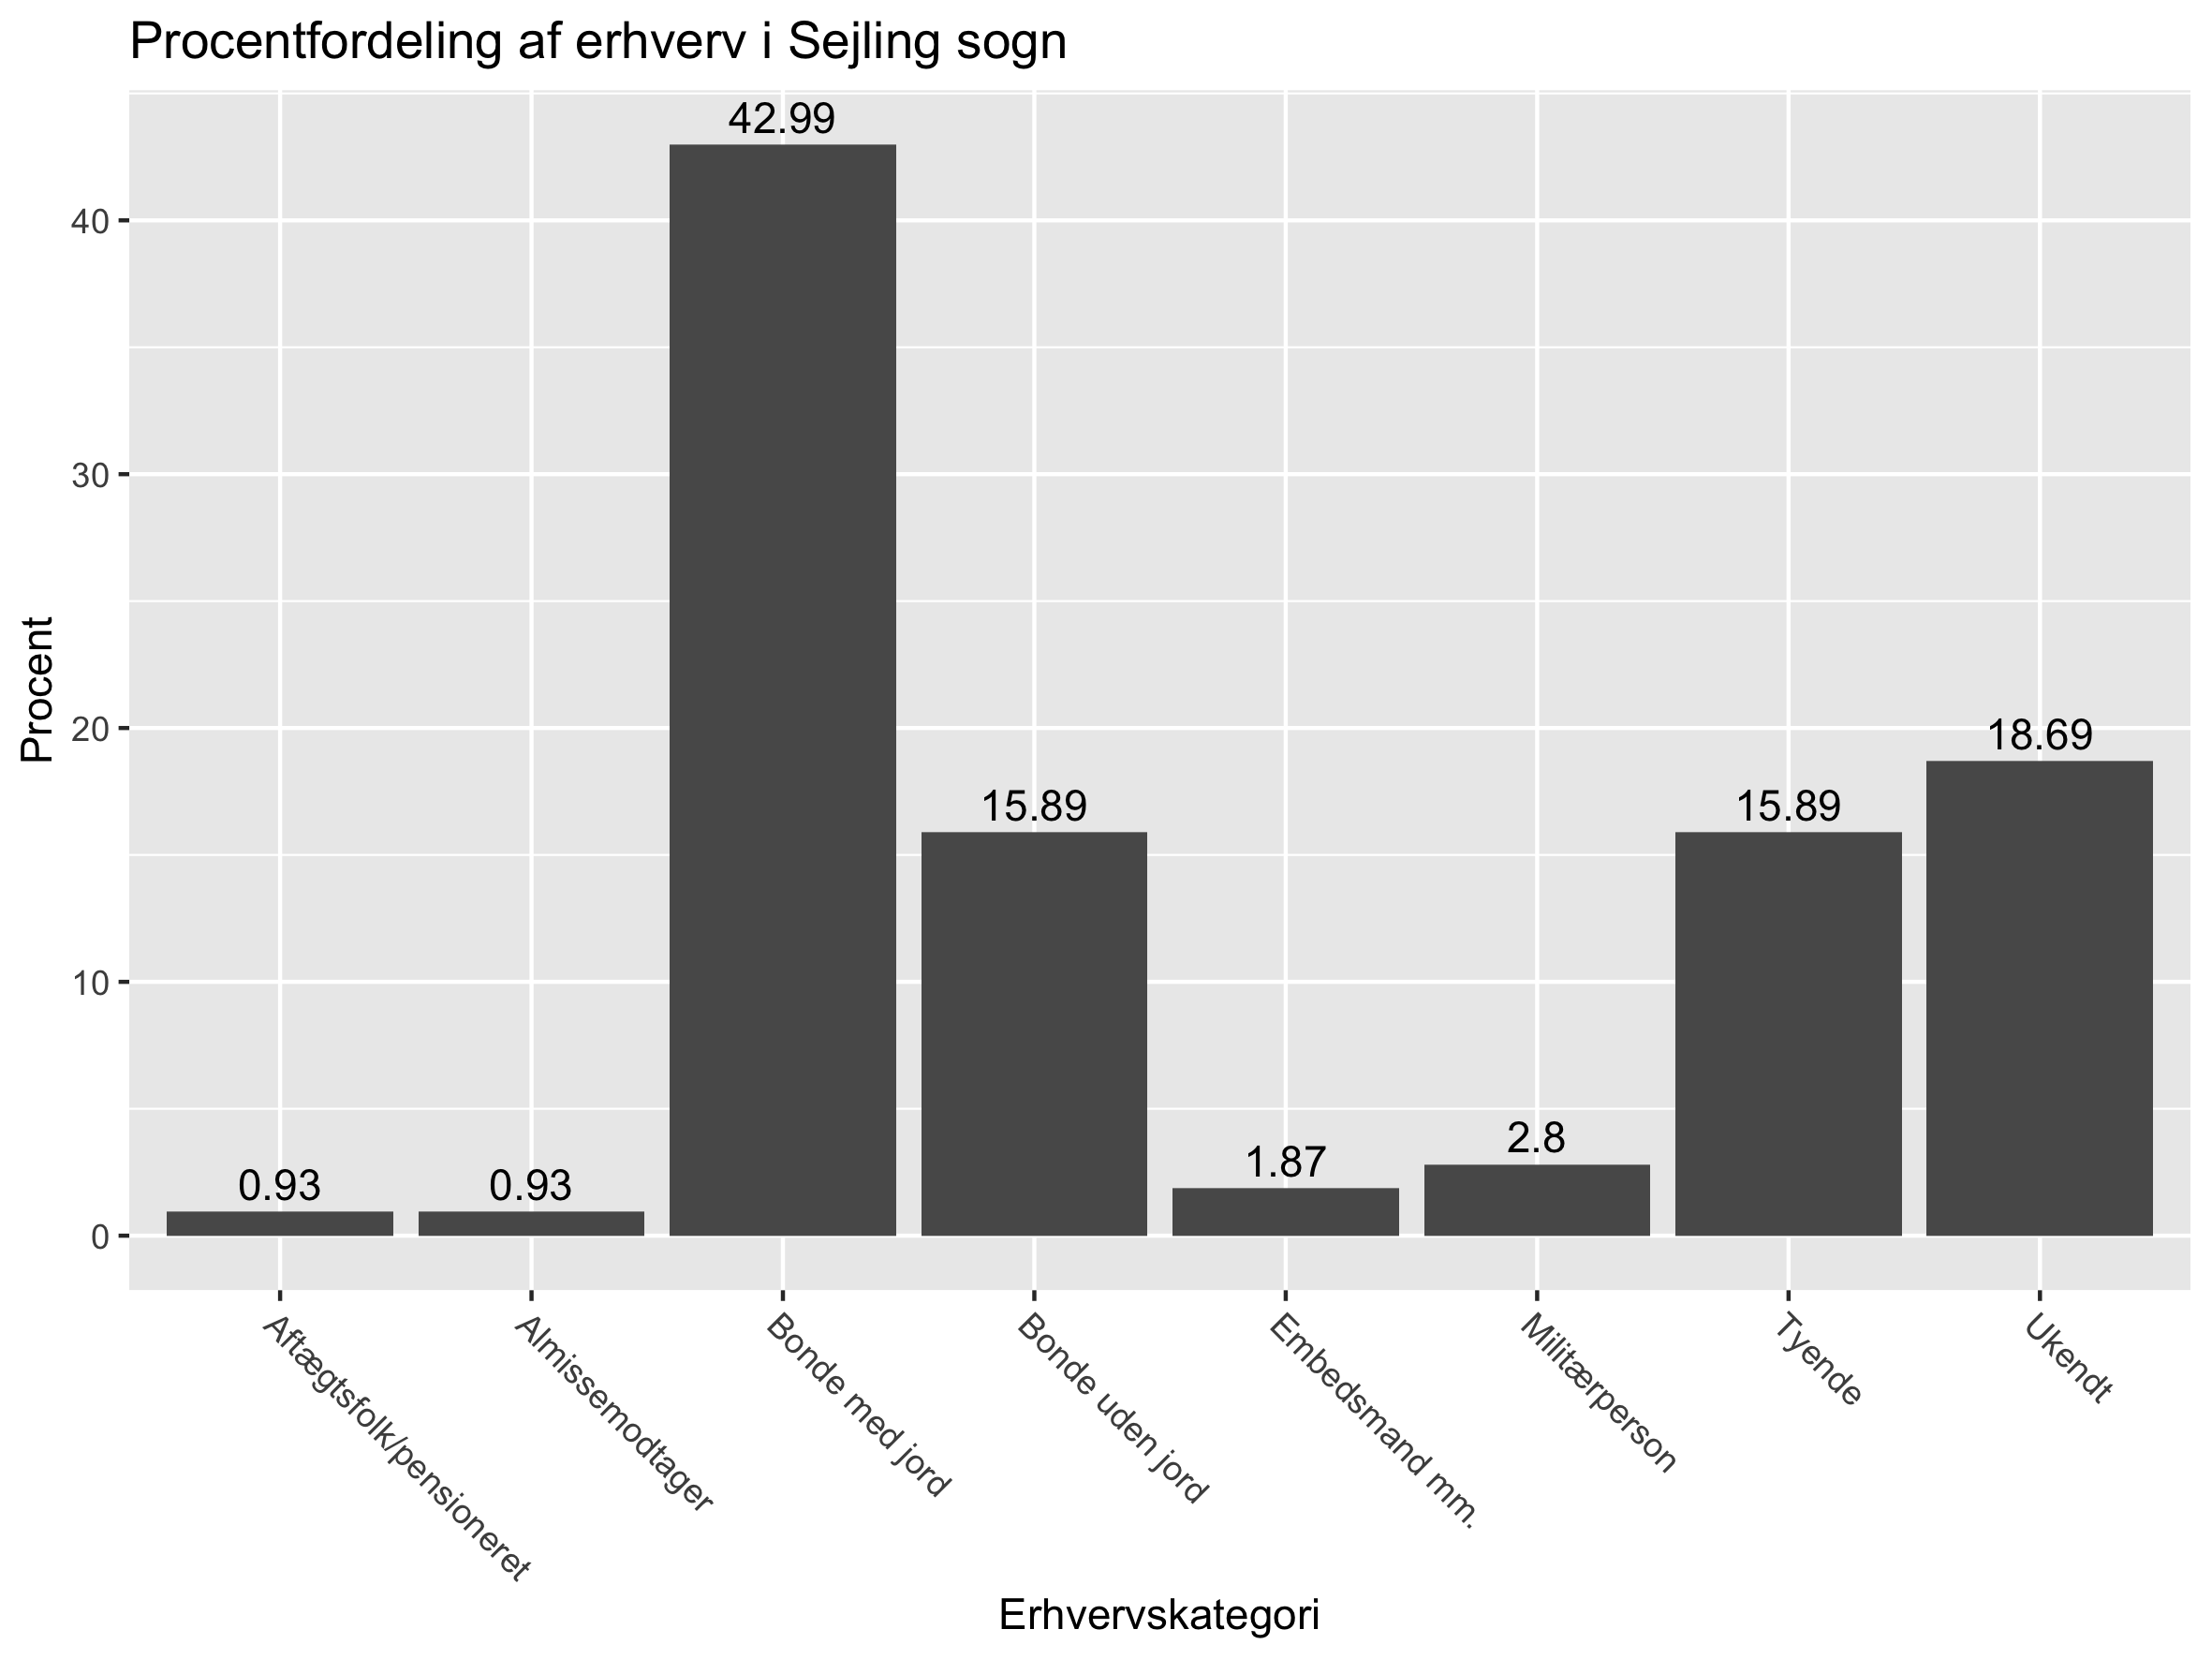 Procentfordeling af erhverv i Sejling sogn
Procent
40
30
20
10
0
0.93
0.93
42.99
15.89
1.87
2.8
15.89
18.69
Aftægtsfolk/pensioneret
Almissemodtager
Bonde med jord
Bonde uden jord
Embedsmand mm.
Militærperson
Tyende
Ukendt
Erhvervskategori